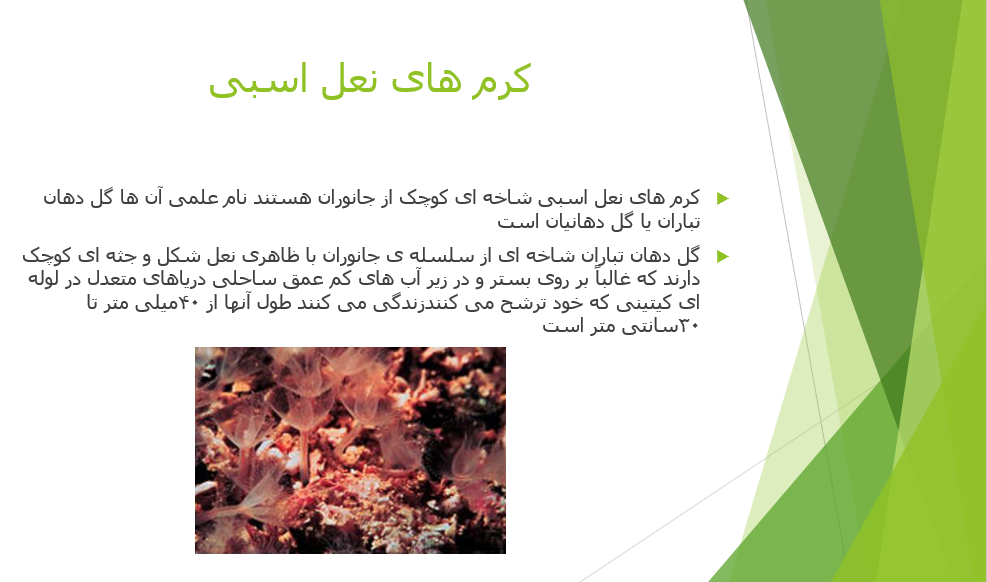 کرم های نعل اسبی
کرم های نعل اسبی شاخه ای کوچک از جانوران هستند نام علمی آن ها گل دهان
تباران یا گل دهانیان است
گل دهان تباران شاخه ای از سلسله ی جانوران با ظاهری نعل شکل و جثه ای کوچک
دارند که غالباً بر روی بستر و در زیر آب های کم عمق ساحلی دریاهای متعدل در لوله
ای کیتینی که خود ترشح می کنندزندگی می کنند طول آنها از ۴۰میلی متر تا
۳۰سانتی متر است